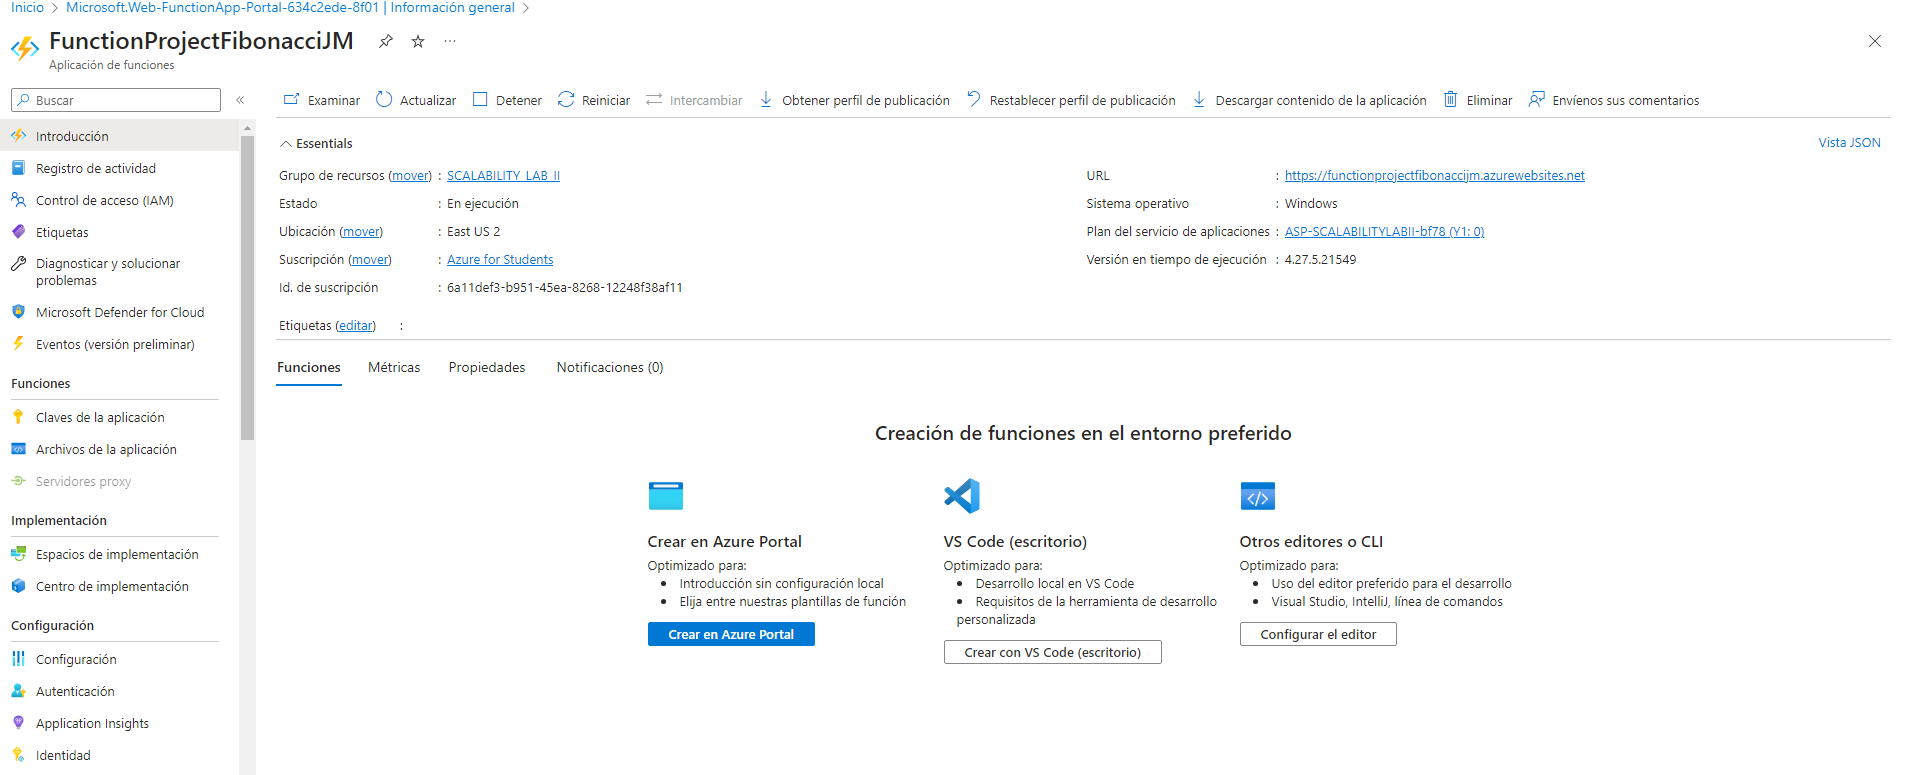 Inicio > Microsoft.Web-FunctionApp-Portal-634c2ede-8f01 | Información general >
FunctionProjectFibonacciJM
Aplicación de funciones
Buscar
Examinar Actualizar Detener Reiniciar Intercambiar Obtener perfil de publicación Restablecer perfil de publicación Descargar contenido de la aplicación Eliminar Envíenos sus comentarios
Introducción
Registro de actividad
Control de acceso (IAM)
Etiquetas
Diagnosticar y solucionar
problemas
Microsoft Defender for Cloud
Eventos (versión preliminar)
Funciones
Claves de la aplicación
Archivos de la aplicación
Servidores proxy
Implementación
Espacios de implementación
Centro de implementación
Configuración
Configuración
Autenticación
Application Insights
Identidad
Essentials
Vista JSON
Grupo de recursos (mover) : SCALABILITY_LAB_II
Estado : En ejecución
Ubicación (mover) : East US 2
Suscripción (mover) : Azure for Students
Id. de suscripción : 6a11def3-b951-45ea-8268-12248f38af11
Etiquetas (editar) :
URL : https://functionprojectfibonaccijm.azurewebsites.net
Sistema operativo : Windows
Plan del servicio de aplicaciones : ASP-SCALABILITYLABII-bf78 (Y1: 0)
Versión en tiempo de ejecución : 4.27.5.21549
Funciones Métricas Propiedades Notificaciones (0)
Creación de funciones en el entorno preferido
Crear en Azure Portal
Optimizado para:
• Introducción sin configuración local
• Elija entre nuestras plantillas de función
Crear en Azure Portal
VS Code (escritorio)
Optimizado para:
• Desarrollo local en VS Code
• Requisitos de la herramienta de desarrollo
personalizada
Crear con VS Code (escritorio)
Otros editores o CLI
Optimizado para:
• Uso del editor preferido para el desarrollo
• Visual Studio, IntelliJ, línea de comandos
Configurar el editor